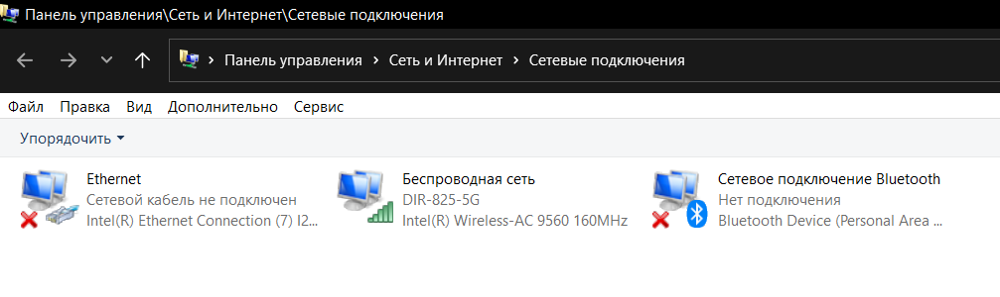 Панель управления\Сеть и Интернет\Сетевые подключения
Панель управления > Сеть и Интернет > Сетевые подключения
Файл Правка Вид Дополнительно Сервис
Упорядочить
Ethernet
Сетевой кабель не подключен
Intel(R) Ethernet Connection (7) I2...
Беспроводная сеть
DIR-825-5G
Intel(R) Wireless-AC 9560 160MHz
Сетевое подключение Bluetooth
Нет подключения
Bluetooth Device (Personal Area ...